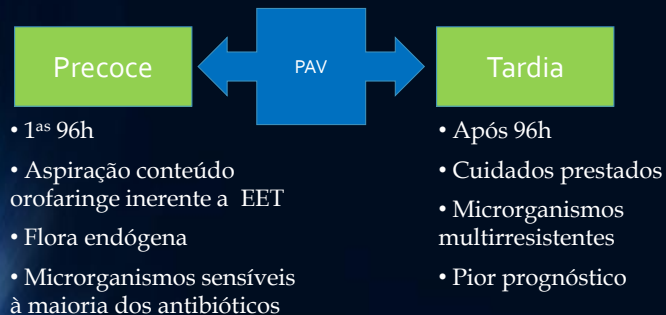 Precoce
PAV
Tardia
• 1as 96h
• Aspiração conteúdo
orofaringe inerente a EET
• Flora endógena
• Microrganismos sensíveis
à maioria dos antibióticos
• Após 96h
• Cuidados prestados
• Microrganismos
multirresistentes
• Pior prognóstico